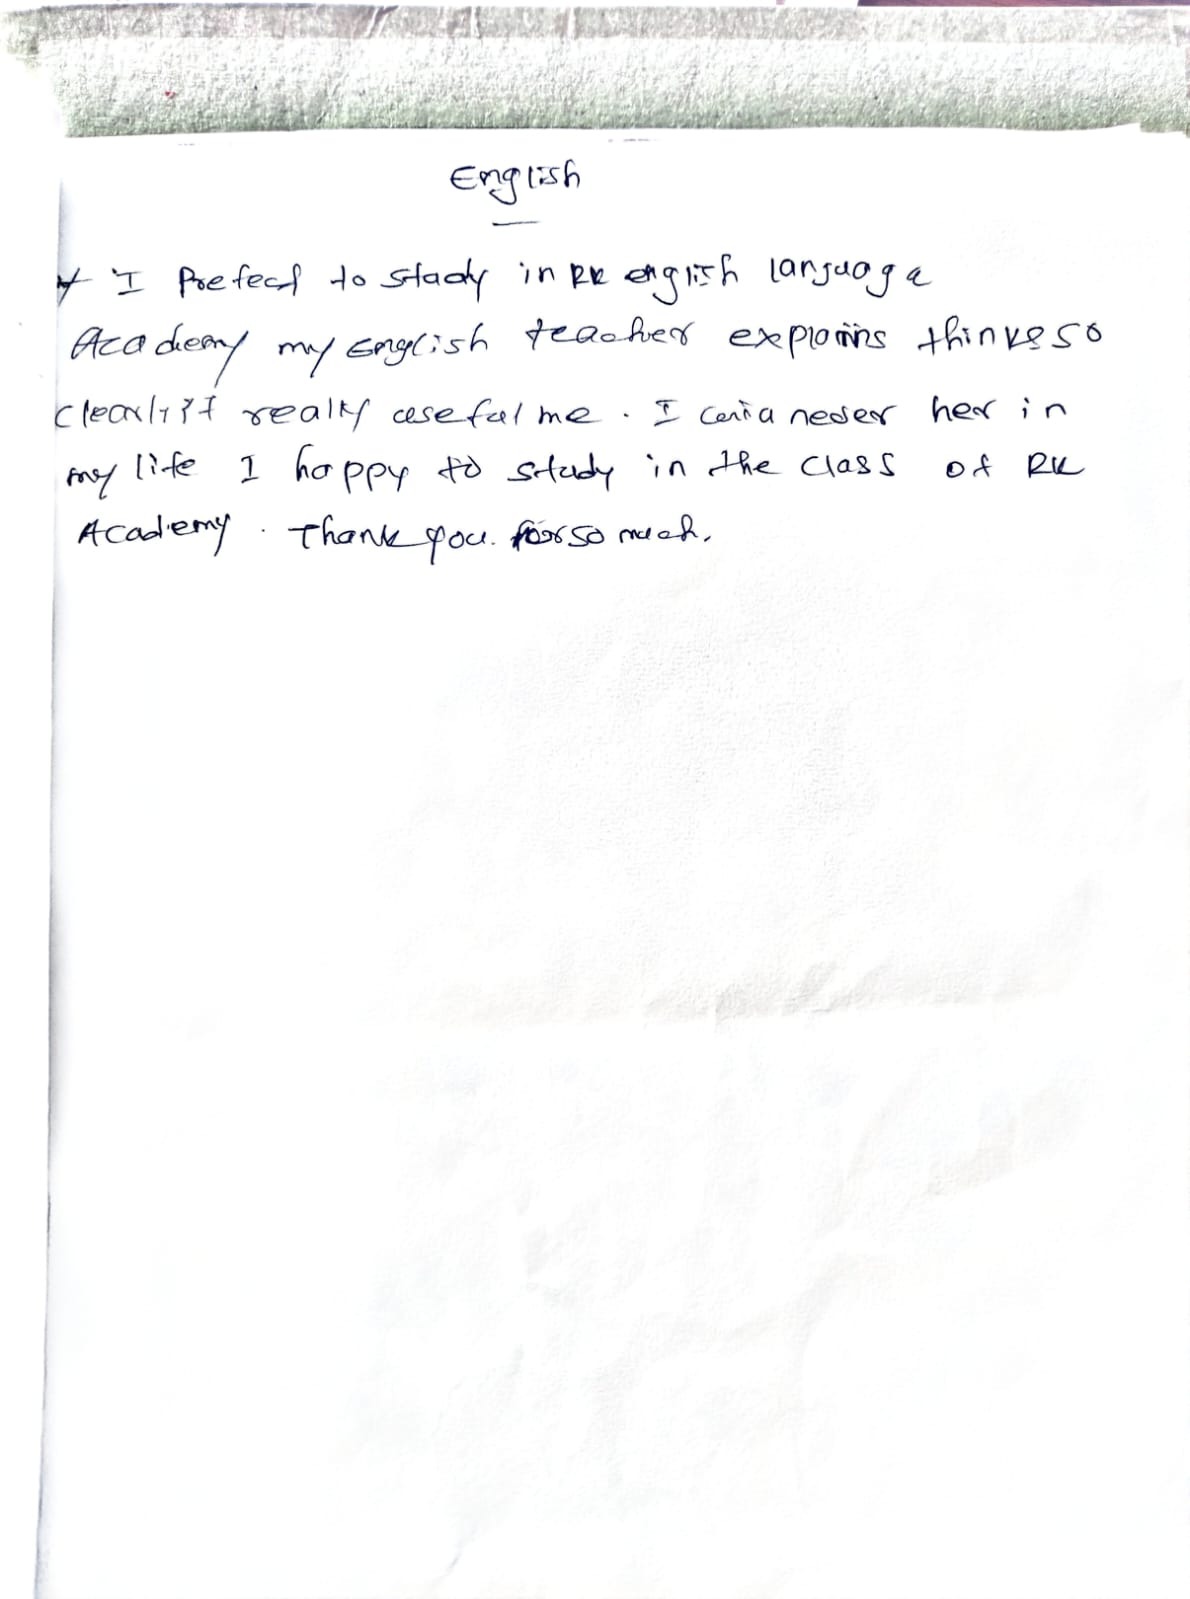 English
I Prefect to study in RK english language
Academy my English teacher explains thinks so
clearly it really useful me . I never her in
my life I happy to study in the class of RK
Academy . Thank you for so much.